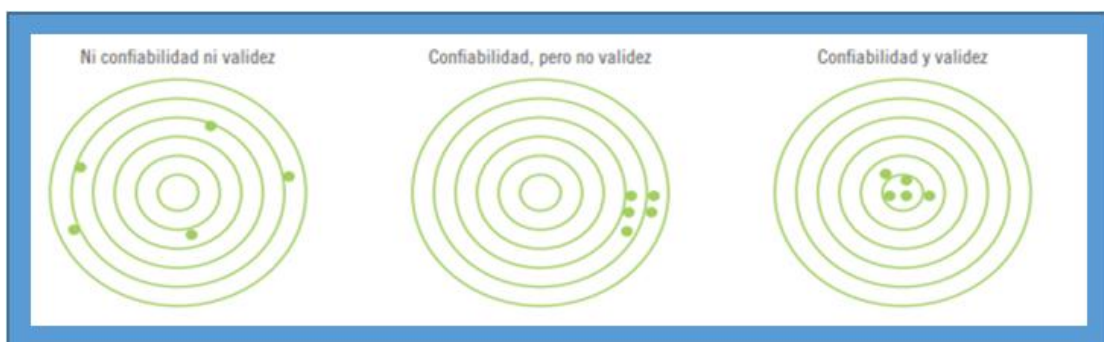 Ni confiabilidad ni validez
Confiabilidad, pero no validez
Confiabilidad y validez